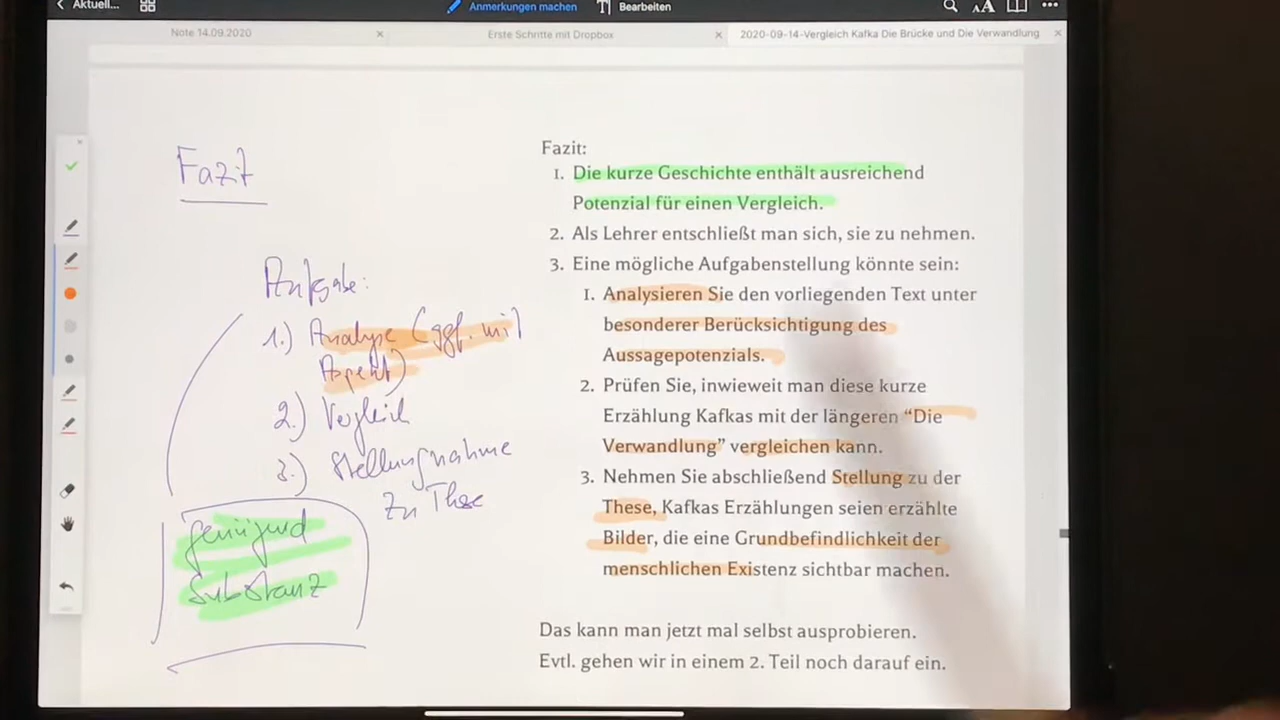 Aktuell...
Anmerkungen machen
Bearbeiten
AA
Note 14.09.2020
Erste Schritte mit Dropbox
2020-09-14-Vergleich Kafka Die Brücke und Die Verwandlung
Fazit
Aufgabe:
1.) Analyse (ggf. mit
Aspekt)
2.) Vergleich
3.) Stellungnahme
zu These
genügend
Substanz
Fazit:
1. Die kurze Geschichte enthält ausreichend
Potenzial für einen Vergleich.
2. Als Lehrer entschließt man sich, sie zu nehmen.
3. Eine mögliche Aufgabenstellung könnte sein:
1. Analysieren Sie den vorliegenden Text unter
besonderer Berücksichtigung des
Aussagepotenzials.
2. Prüfen Sie, inwieweit man diese kurze
Erzählung Kafkas mit der längeren “Die
Verwandlung” vergleichen kann.
3. Nehmen Sie abschließend Stellung zu der
These, Kafkas Erzählungen seien erzählte
Bilder, die eine Grundbefindlichkeit der
menschlichen Existenz sichtbar machen.
Das kann man jetzt mal selbst ausprobieren.
Evtl. gehen wir in einem 2. Teil noch darauf ein.